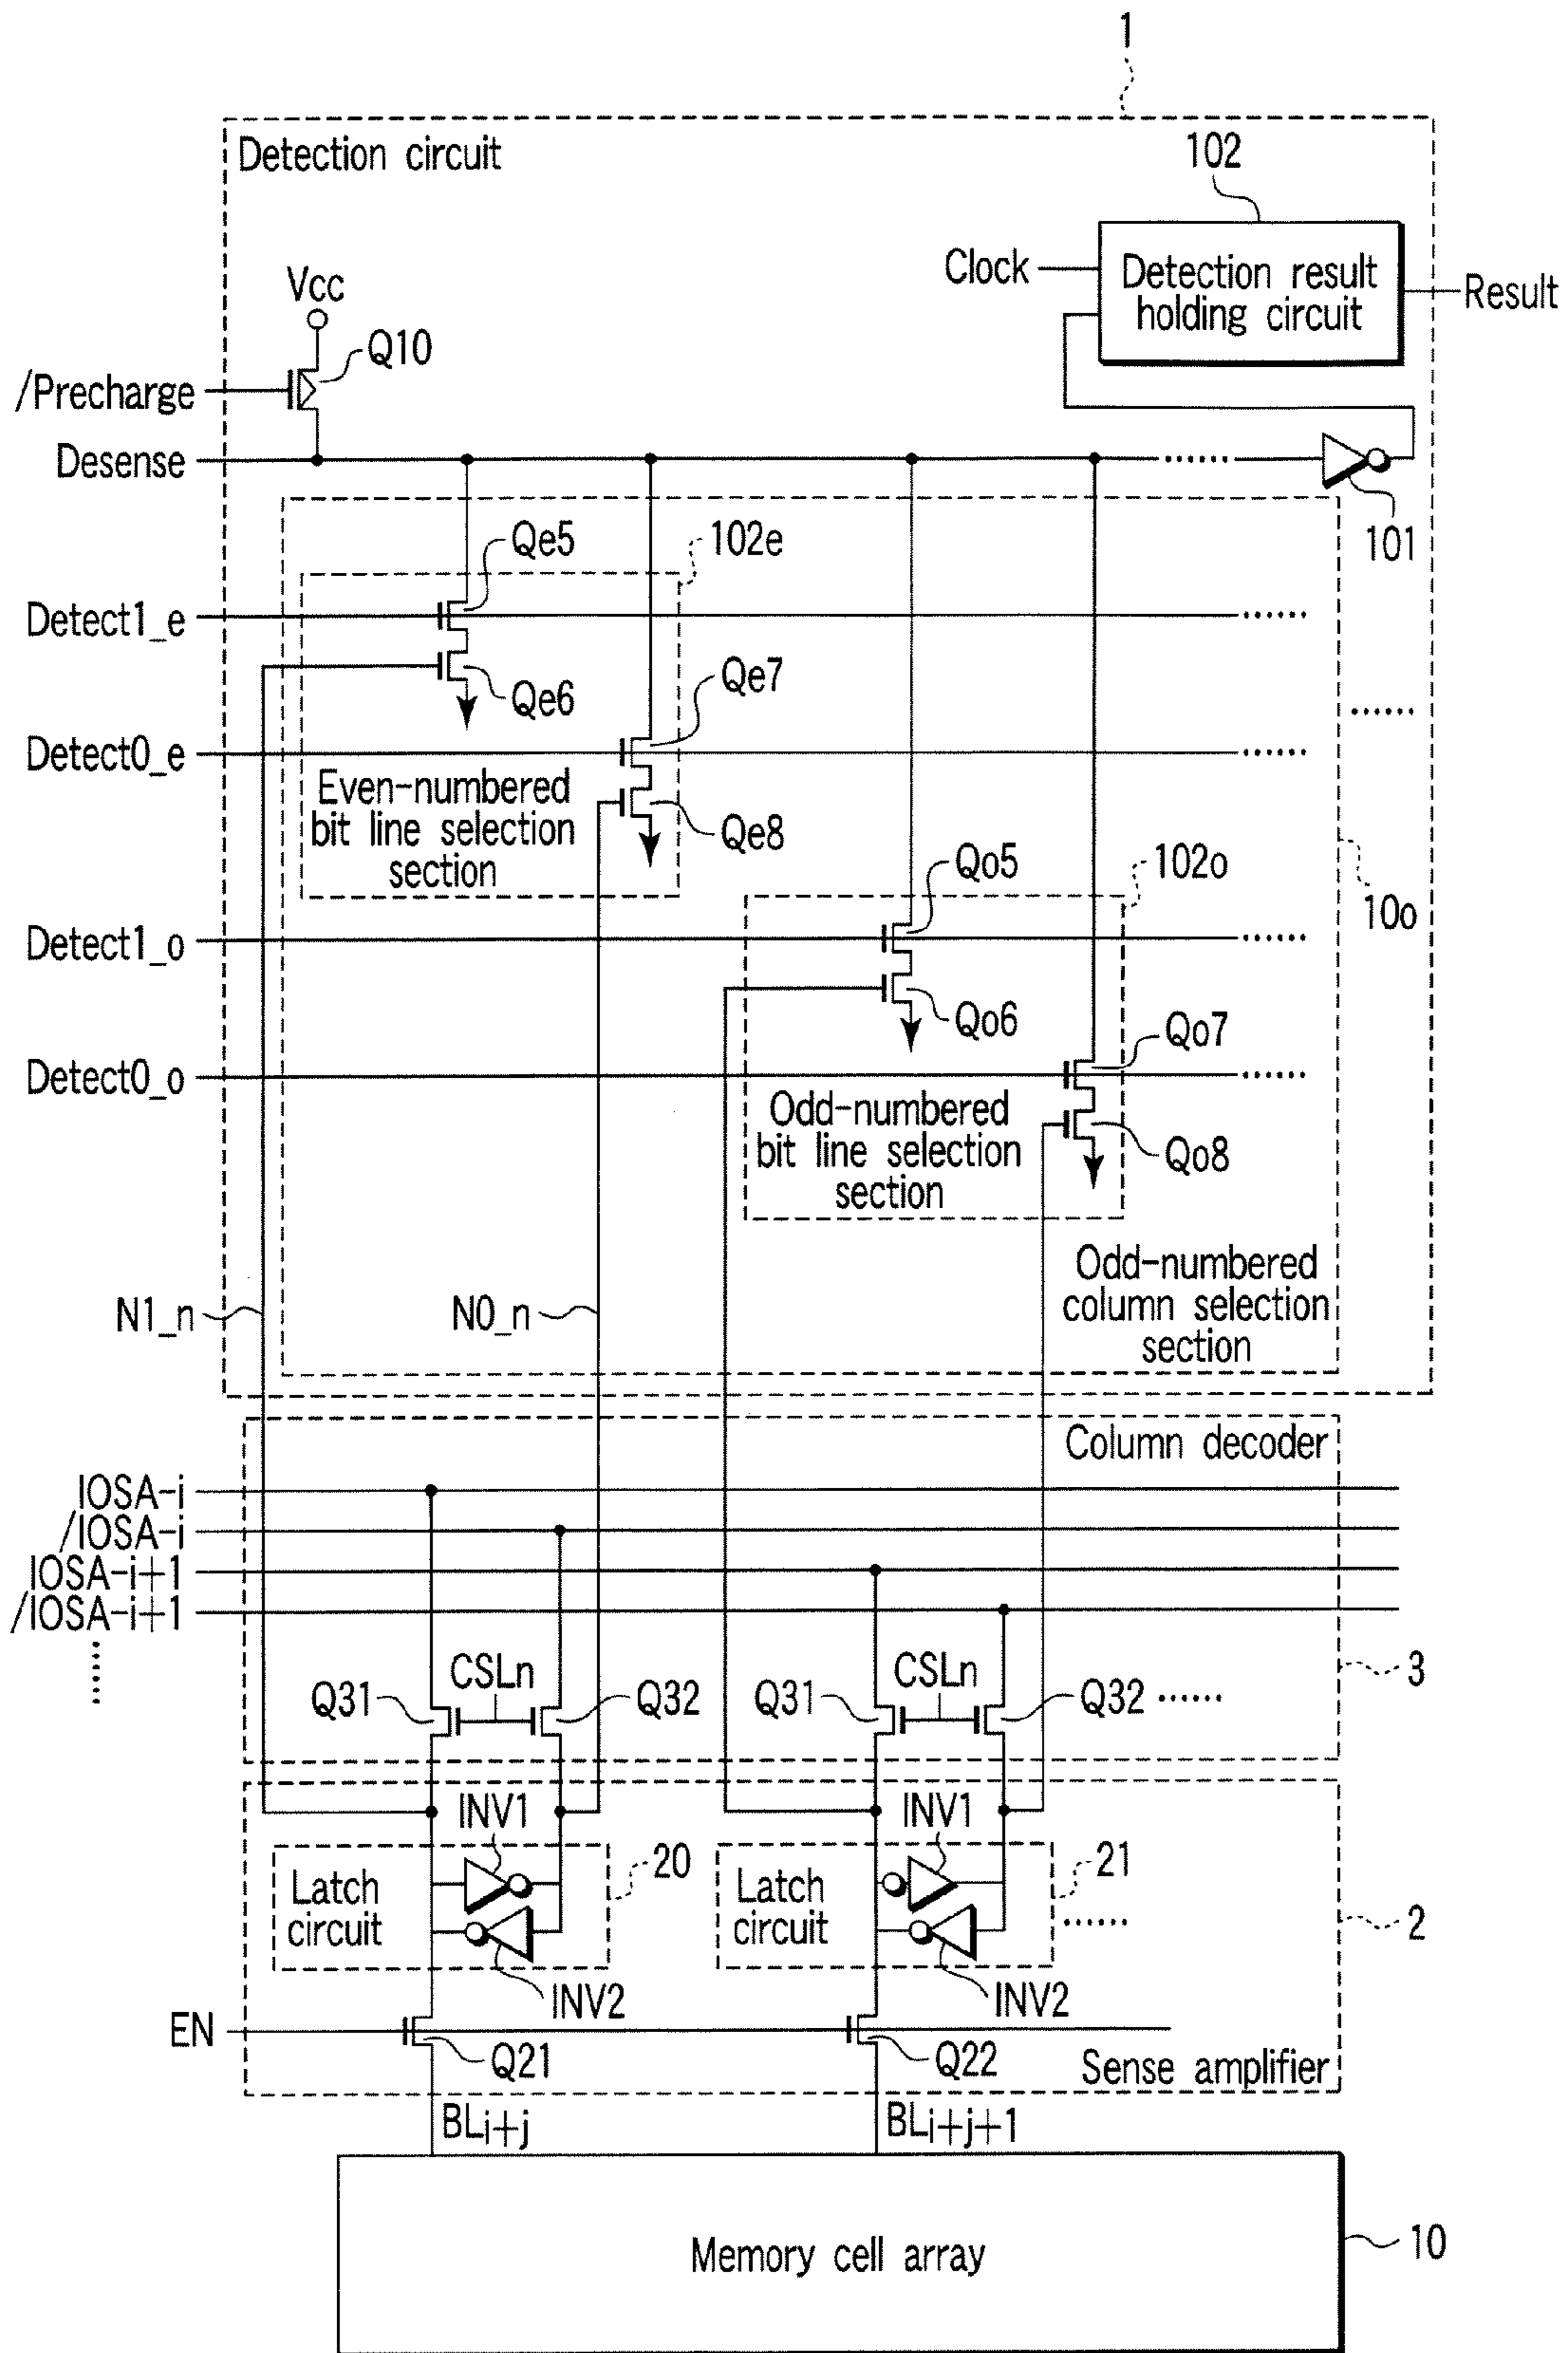 1
Detection circuit
102
Clock
Detection result
holding circuit
Result
Vcc
Q10
/Precharge
Desense
101
Qe5
102e
Detect1_e
Qe6
Qe7
Detect0_e
Even-numbered
bit line selection
section
Qe8
Qo5
102o
10o
Detect1_o
Qo6
Qo7
Detect0_o
Odd-numbered
bit line selection
section
Qo8
Odd-numbered
column selection
section
N1_n
N0_n
Column decoder
IOSA-i
/IOSA-i
IOSA-i+1
/IOSA-i+1
Q31
CSLn
Q32
Q31
CSLn
Q32
3
INV1
INV1
20
21
Latch
circuit
Latch
circuit
2
INV2
INV2
EN
Q21
Q22
Sense amplifier
BLi+j
BLi+j+1
Memory cell array
10